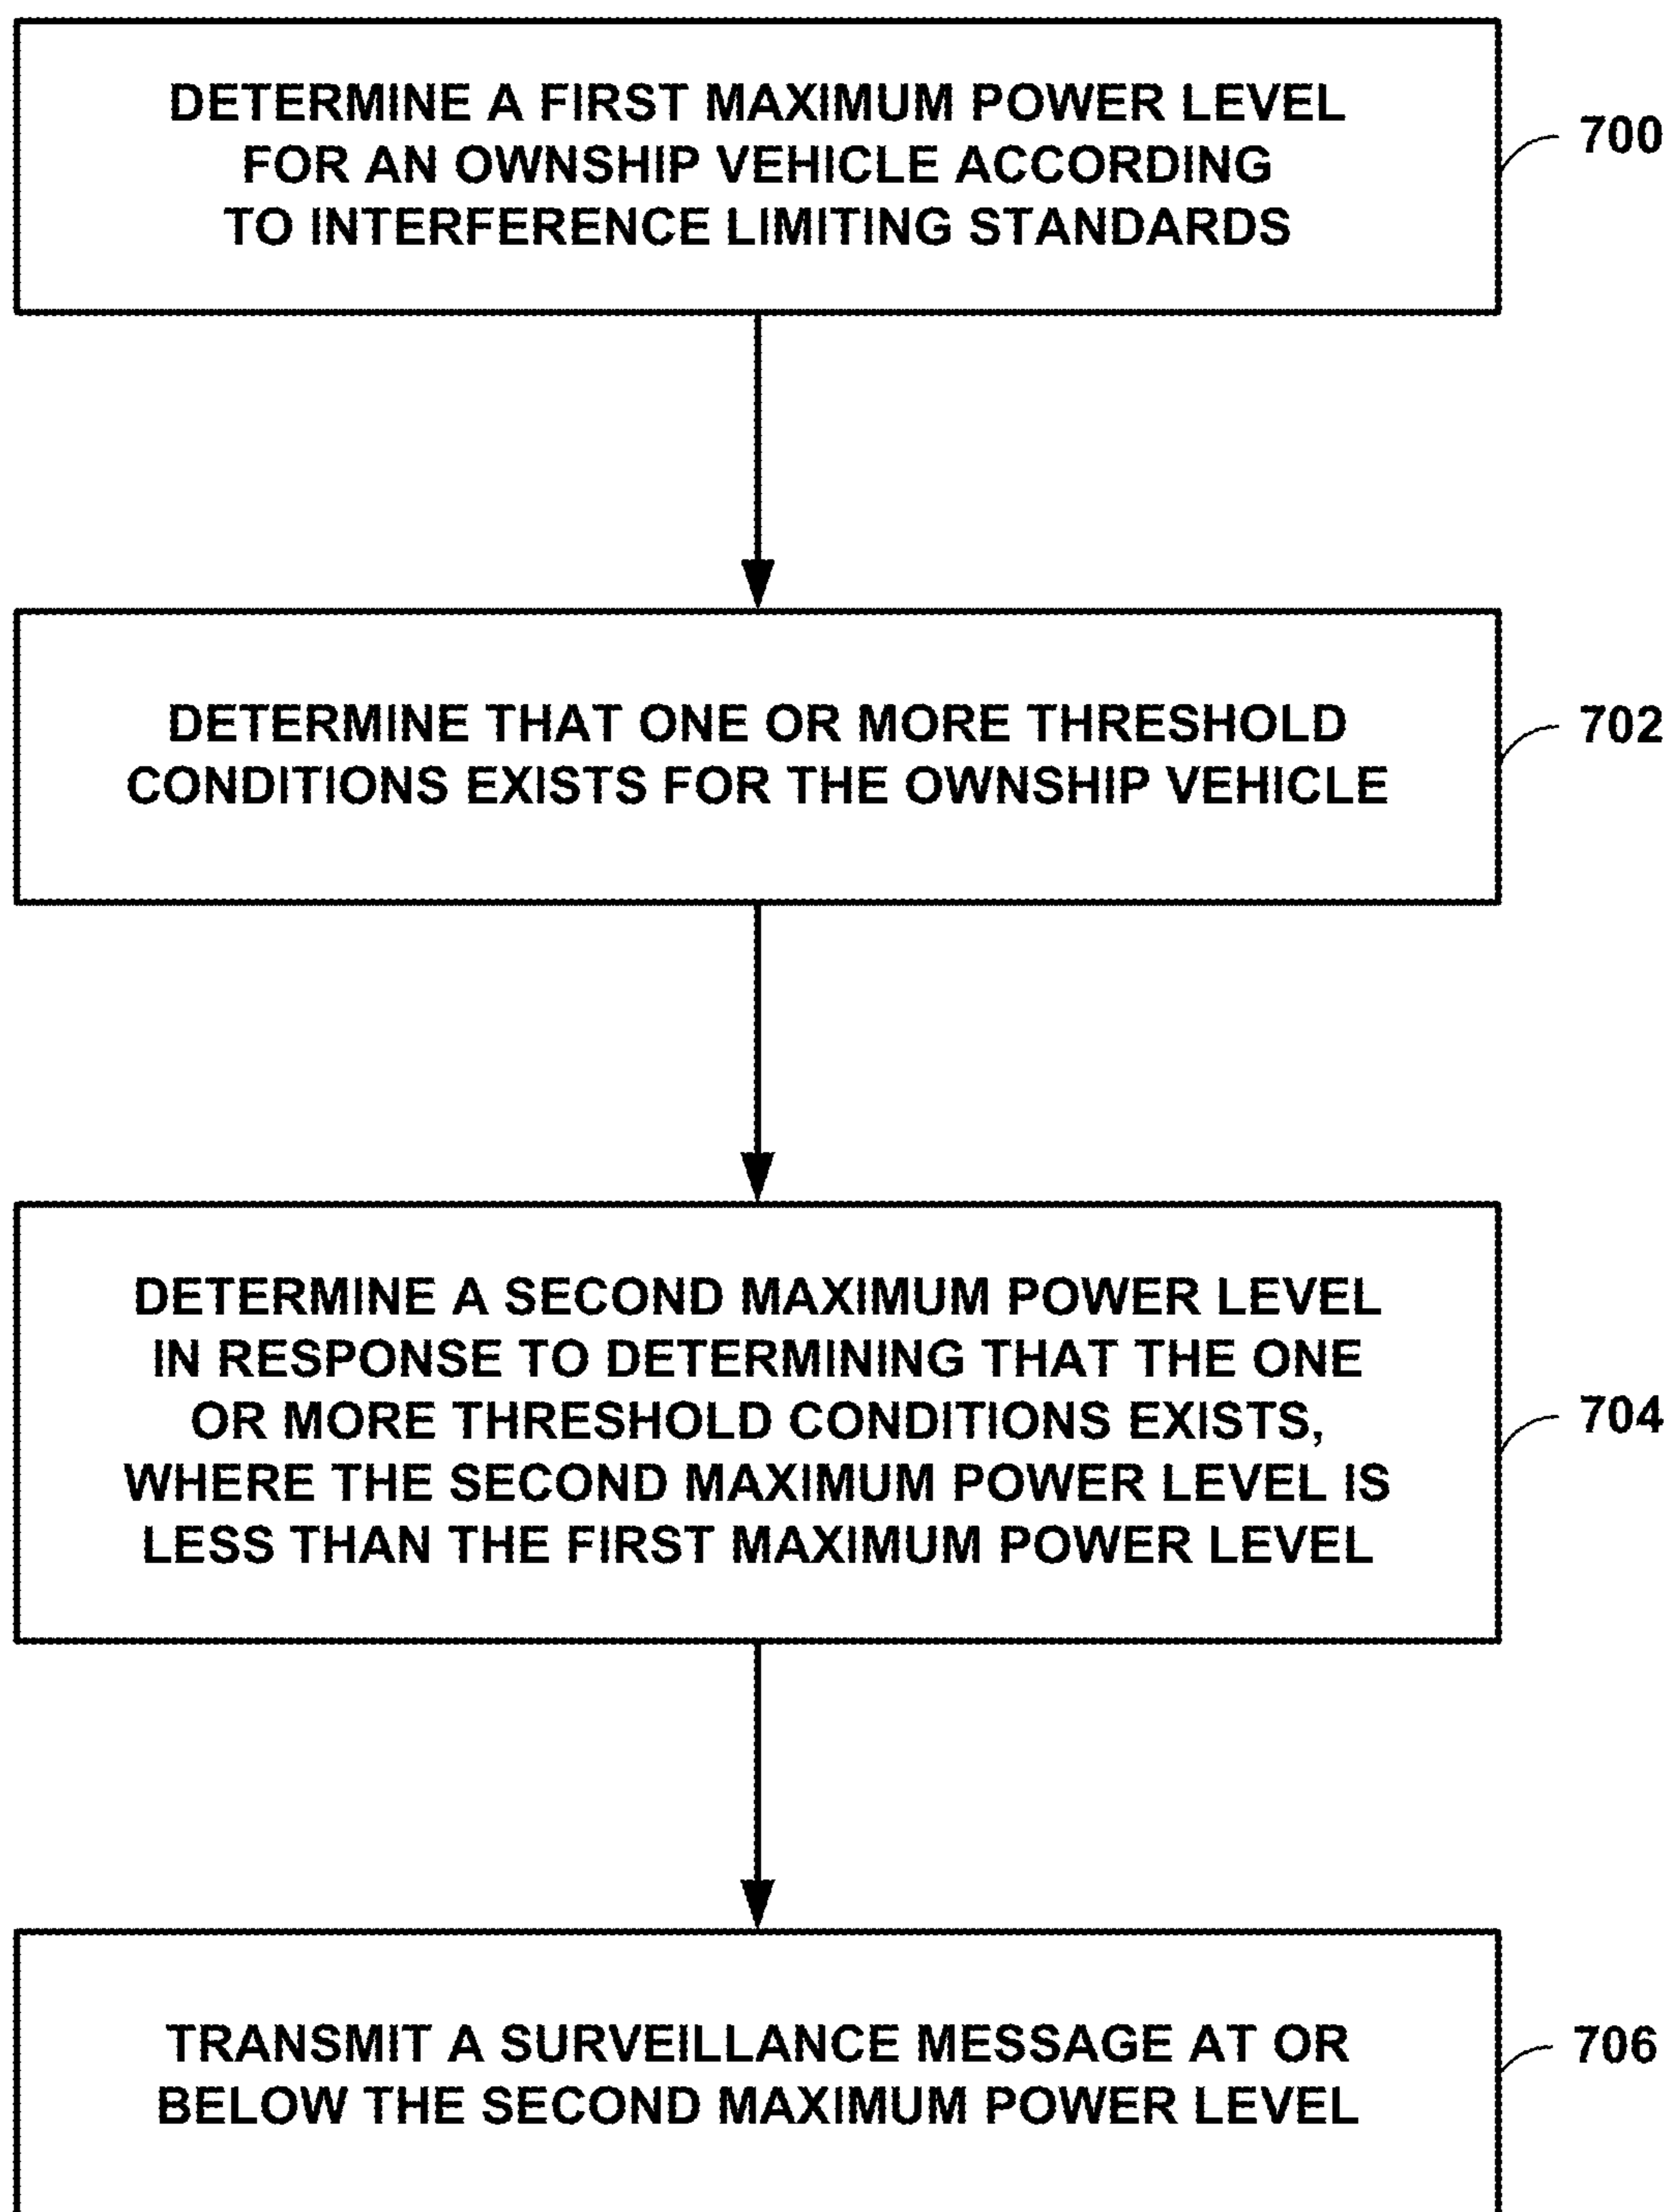 DETERMINE A FIRST MAXIMUM POWER LEVEL
FOR AN OWNSHIP VEHICLE ACCORDING
TO INTERFERENCE LIMITING STANDARDS
700
DETERMINE THAT ONE OR MORE THRESHOLD
CONDITIONS EXISTS FOR THE OWNSHIP VEHICLE
702
DETERMINE A SECOND MAXIMUM POWER LEVEL
IN RESPONSE TO DETERMINING THAT THE ONE
OR MORE THRESHOLD CONDITIONS EXISTS,
WHERE THE SECOND MAXIMUM POWER LEVEL IS
LESS THAN THE FIRST MAXIMUM POWER LEVEL
704
TRANSMIT A SURVEILLANCE MESSAGE AT OR
BELOW THE SECOND MAXIMUM POWER LEVEL
706